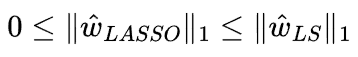 0 ≤ ‖ŵ_{LASSO}‖₁ ≤ ‖ŵ_{LS}‖₁